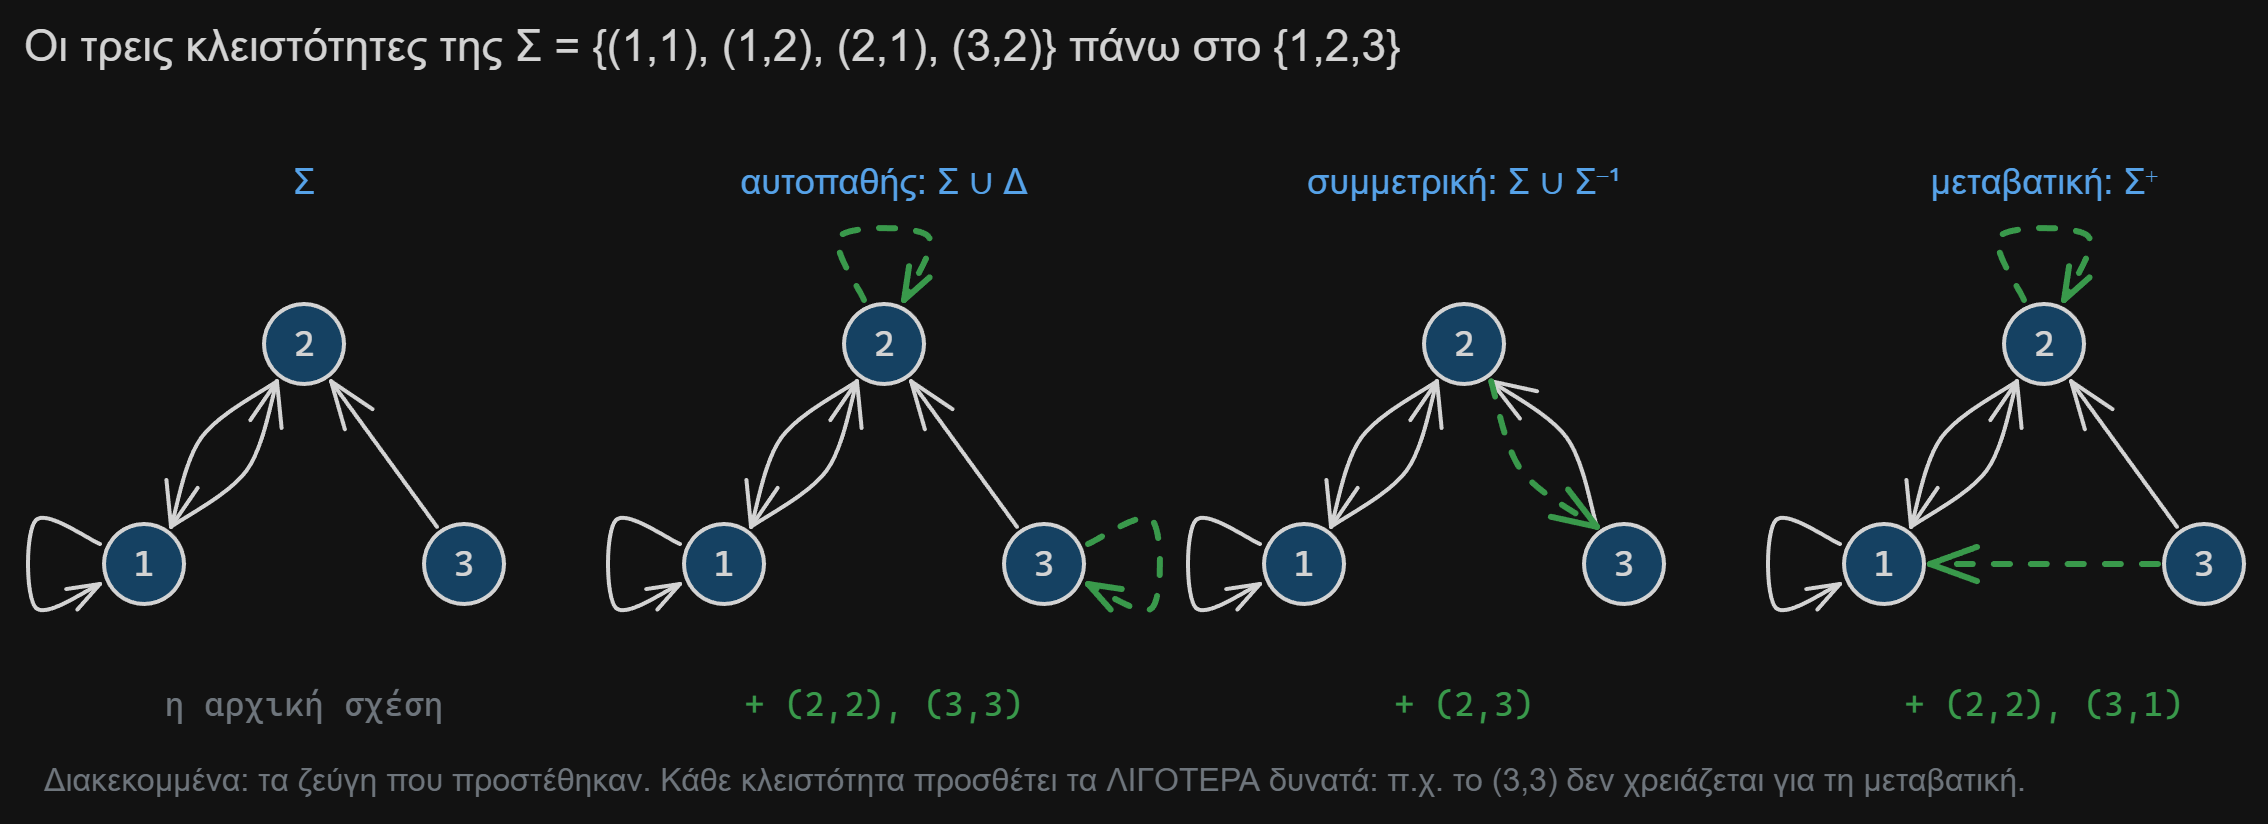 Οι τρεις κλειστότητες της Σ = {(1,1), (1,2), (2,1), (3,2)} πάνω στο {1,2,3}
Σ
αυτοπαθής: Σ ∪ Δ
συμμετρική: Σ ∪ Σ⁻¹
μεταβατική: Σ⁺
2
2
2
2
1
3
1
3
1
3
1
3
η αρχική σχέση
+ (2,2), (3,3)
+ (2,3)
+ (2,2), (3,1)
Διακεκομμένα: τα ζεύγη που προστέθηκαν. Κάθε κλειστότητα προσθέτει τα ΛΙΓΟΤΕΡΑ δυνατά: π.χ. το (3,3) δεν χρειάζεται για τη μεταβατική.